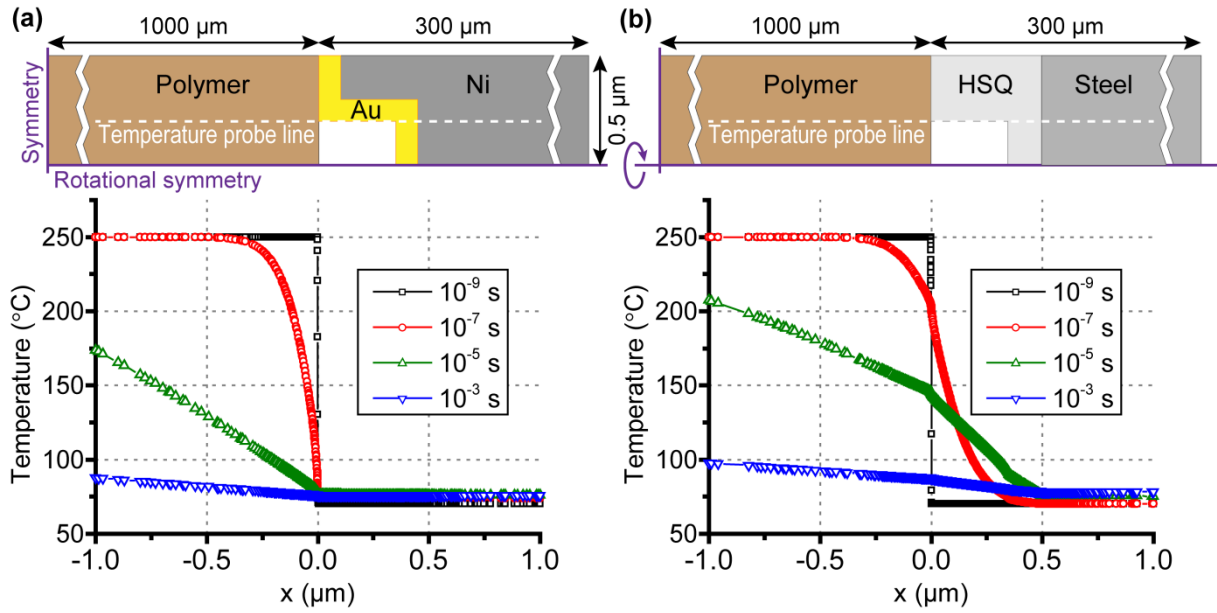 (a)
1000 µm
300 µm
Polymer
Ni
Au
Temperature probe line
Symmetry
Rotational symmetry
0.5 µm
250
200
150
100
50
Temperature (°C)
10⁻⁹ s
10⁻⁷ s
10⁻⁵ s
10⁻³ s
-1.0
-0.5
0.0
0.5
1.0
x (µm)
(b)
1000 µm
300 µm
Polymer
HSQ
Steel
Temperature probe line
250
200
150
100
50
Temperature (°C)
10⁻⁹ s
10⁻⁷ s
10⁻⁵ s
10⁻³ s
-1.0
-0.5
0.0
0.5
1.0
x (µm)